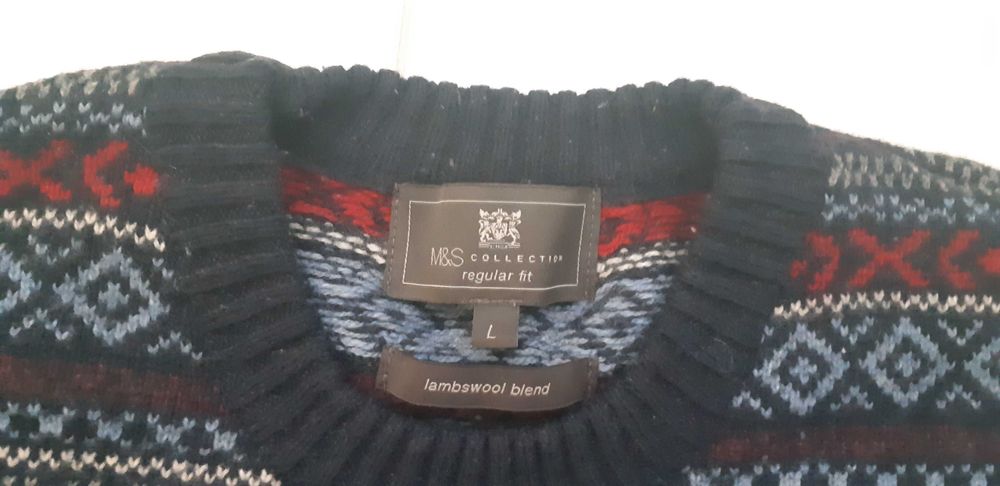 M&S COLLECTION
regular fit
L
lambswool blend